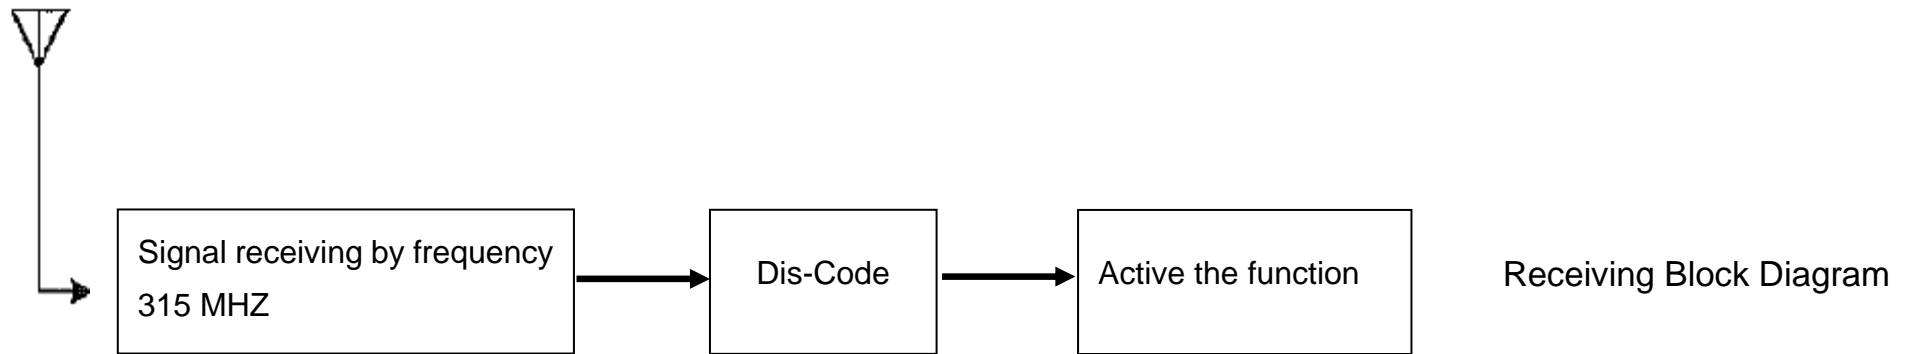 Signal receiving by frequency
315 MHZ
Dis-Code
Active the function
Receiving Block Diagram